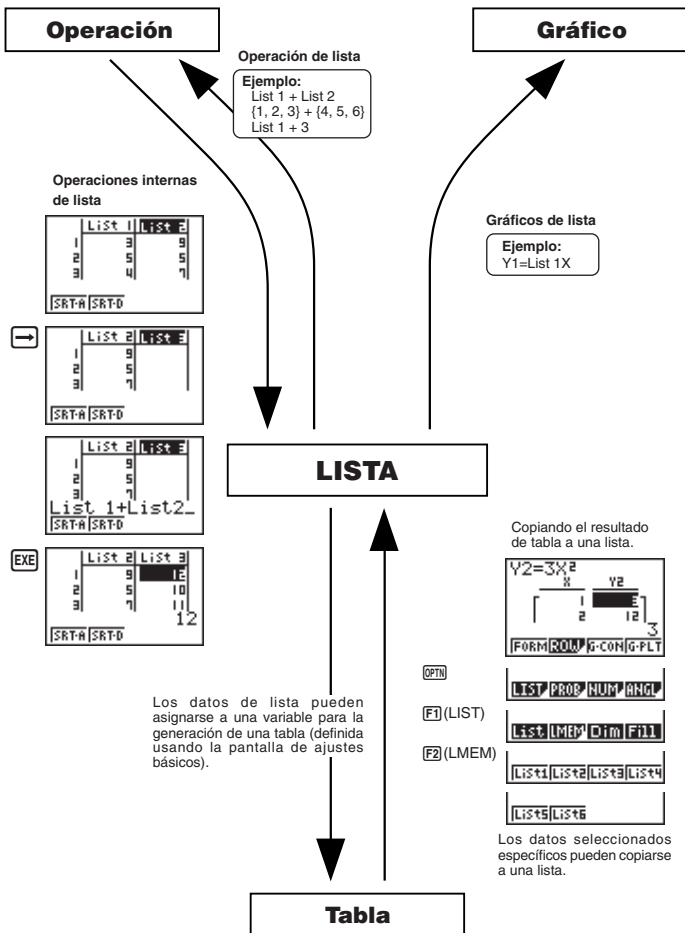 Operación
Gráfico
Operación de lista
Ejemplo:
List 1 + List 2
{1, 2, 3} + {4, 5, 6}
List 1 + 3
Operaciones internas
de lista
List 1 List 2
1 3 9
2 5 5
3 4 7
SRT·A SRT·D
Gráficos de lista
Ejemplo:
Y1=List 1X
→
List 2 List 3
1 9
2 5
3 7
SRT·A SRT·D
List 2 List 3
1 9
2 5
3 7
List 1+List2_
SRT·A SRT·D
LISTA
EXE
List 2 List 3
1 9 12
2 5 10
3 7 11
12
SRT·A SRT·D
Copiando el resultado
de tabla a una lista.
Y2=3X²
X Y2
1 3
2 12
3
FORM ROW G·CON G·PLT
OPTN
LIST PROB NUM ANGL
F1 (LIST)
List LMEM Dim Fill
F2 (LMEM)
List1 List2 List3 List4
List5 List6
Los datos de lista pueden
asignarse a una variable para la
generación de una tabla (definida
usando la pantalla de ajustes
básicos).
Los datos seleccionados
específicos pueden copiarse
a una lista.
Tabla